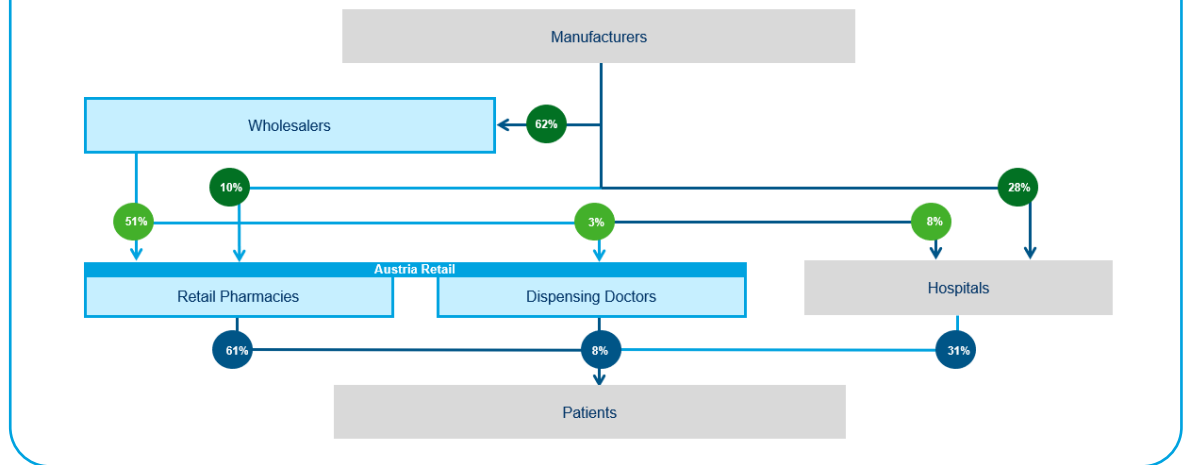 Manufacturers
Wholesalers
62%
10%
28%
51%
3%
8%
Austria Retail
Retail Pharmacies
Dispensing Doctors
Hospitals
61%
8%
31%
Patients